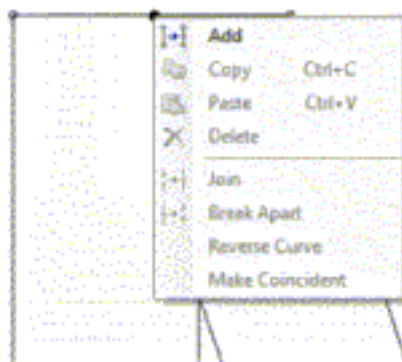 Add
Copy Ctrl+C
Paste Ctrl+V
Delete
Join
Break Apart
Reverse Curve
Make Coincident